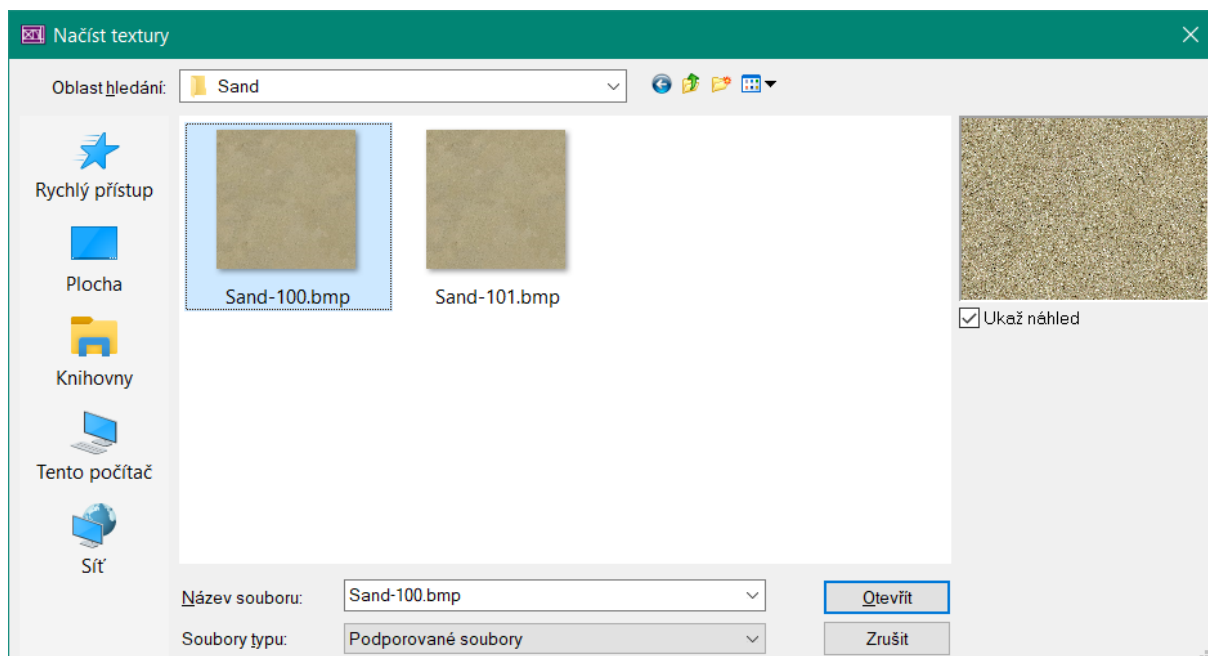 Načíst textury
Oblast hledání: Sand
Rychlý přístup
Plocha
Knihovny
Tento počítač
Síť
Sand-100.bmp
Sand-101.bmp
Ukaž náhled
Název souboru: Sand-100.bmp Otevřít
Soubory typu: Podporované soubory Zrušit